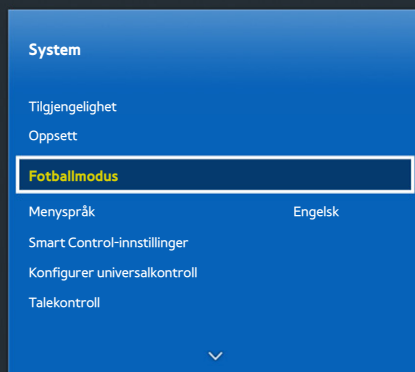 System
Tilgjengelighet
Oppsett
Fotballmodus
Menyspråk Engelsk
Smart Control-innstillinger
Konfigurer universalkontroll
Talekontroll